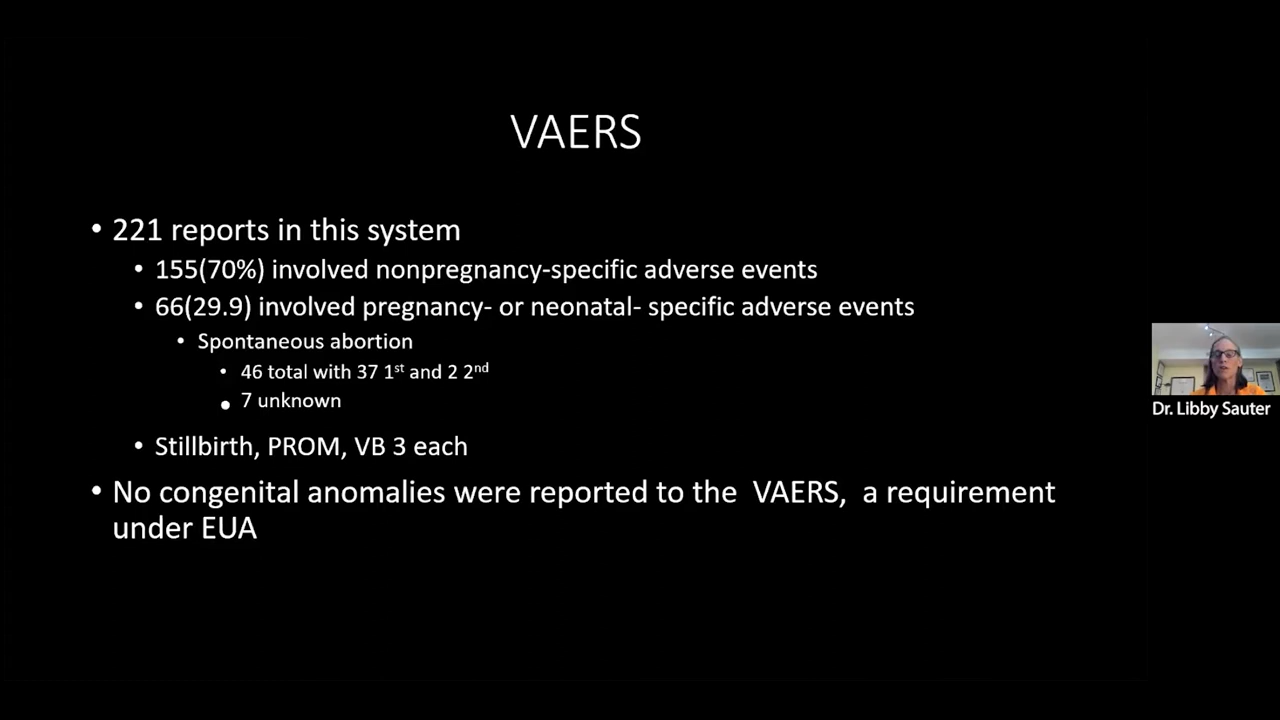 VAERS
• 221 reports in this system
• 155(70%) involved nonpregnancy-specific adverse events
• 66(29.9) involved pregnancy- or neonatal- specific adverse events
• Spontaneous abortion
• 46 total with 37 1st and 2 2nd
• 7 unknown
• Stillbirth, PROM, VB 3 each
• No congenital anomalies were reported to the VAERS, a requirement
under EUA
Dr. Libby Sauter